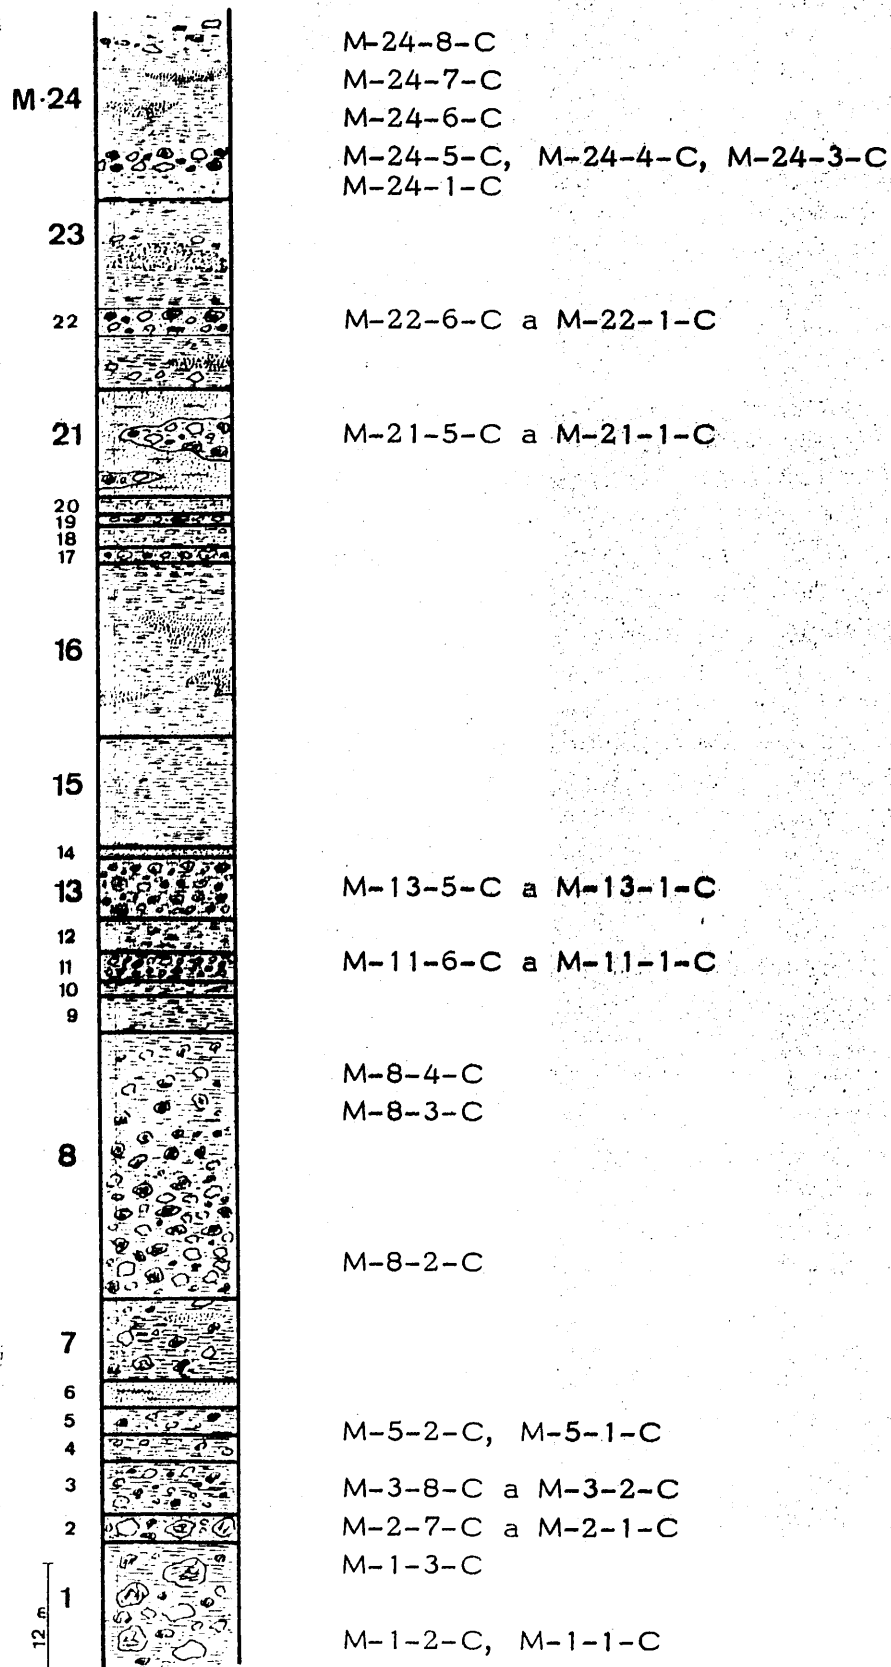 M-24-8-C
M-24-7-C
M·24
M-24-6-C
M-24-5-C, M-24-4-C, M-24-3-C
M-24-1-C
23
22 M-22-6-C a M-22-1-C
21 M-21-5-C a M-21-1-C
20
19
18
17
16
15
14
13 M-13-5-C a M-13-1-C
12
11 M-11-6-C a M-11-1-C
10
9
M-8-4-C
M-8-3-C
8
M-8-2-C
7
6
5 M-5-2-C, M-5-1-C
4
3 M-3-8-C a M-3-2-C
2 M-2-7-C a M-2-1-C
M-1-3-C
1
12 m
M-1-2-C, M-1-1-C